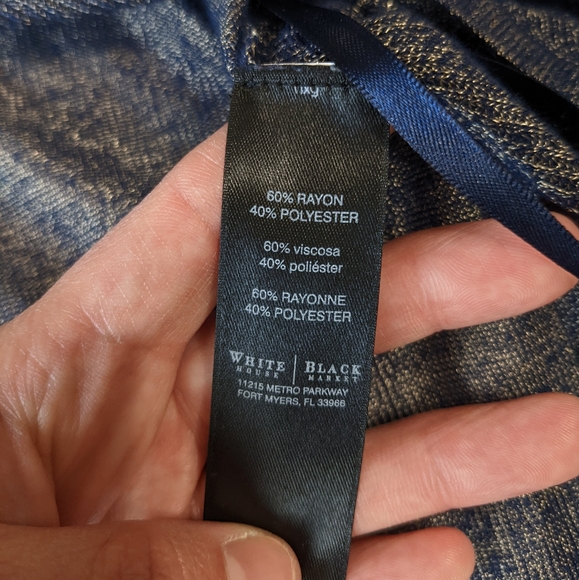 60% RAYON
40% POLYESTER
60% viscosa
40% poliéster
60% RAYONNE
40% POLYESTER
WHITE HOUSE | BLACK MARKET
11215 METRO PARKWAY
FORT MYERS, FL 33966